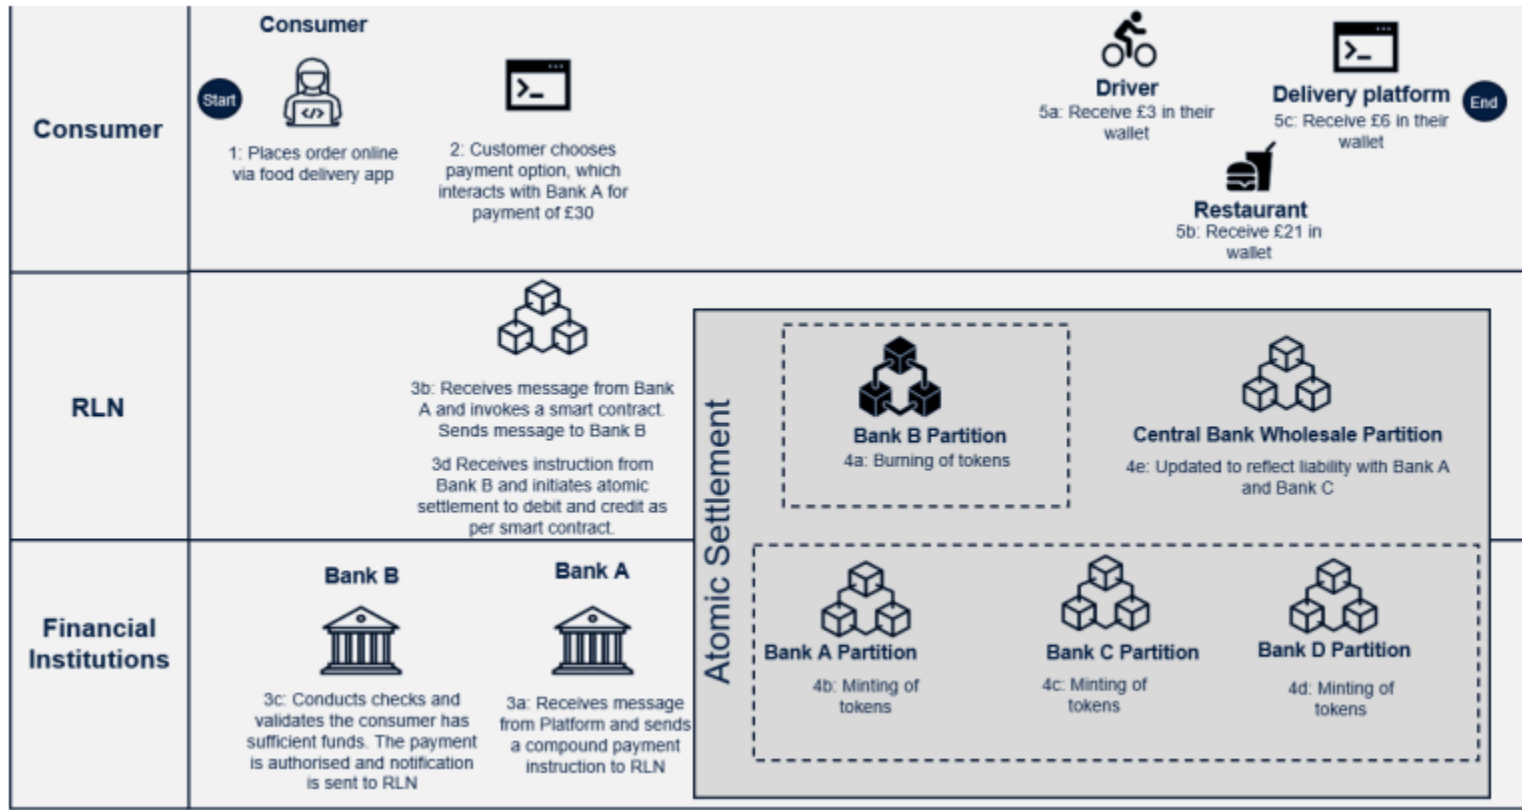 Consumer
Consumer
Start
1: Places order online
via food delivery app
2: Customer chooses
payment option, which
interacts with Bank A for
payment of £30
Driver
5a: Receive £3 in their
wallet
Delivery platform
5c: Receive £6 in their
wallet
End
Restaurant
5b: Receive £21 in
wallet
RLN
3b: Receives message from Bank
A and invokes a smart contract.
Sends message to Bank B
3d Receives instruction from
Bank B and initiates atomic
settlement to debit and credit as
per smart contract.
Atomic Settlement
Bank B Partition
4a: Burning of tokens
Central Bank Wholesale Partition
4e: Updated to reflect liability with Bank A
and Bank C
Financial
Institutions
Bank B
3c: Conducts checks and
validates the consumer has
sufficient funds. The payment
is authorised and notification
is sent to RLN
Bank A
3a: Receives message
from Platform and sends
a compound payment
instruction to RLN
Bank A Partition
4b: Minting of
tokens
Bank C Partition
4c: Minting of
tokens
Bank D Partition
4d: Minting of
tokens